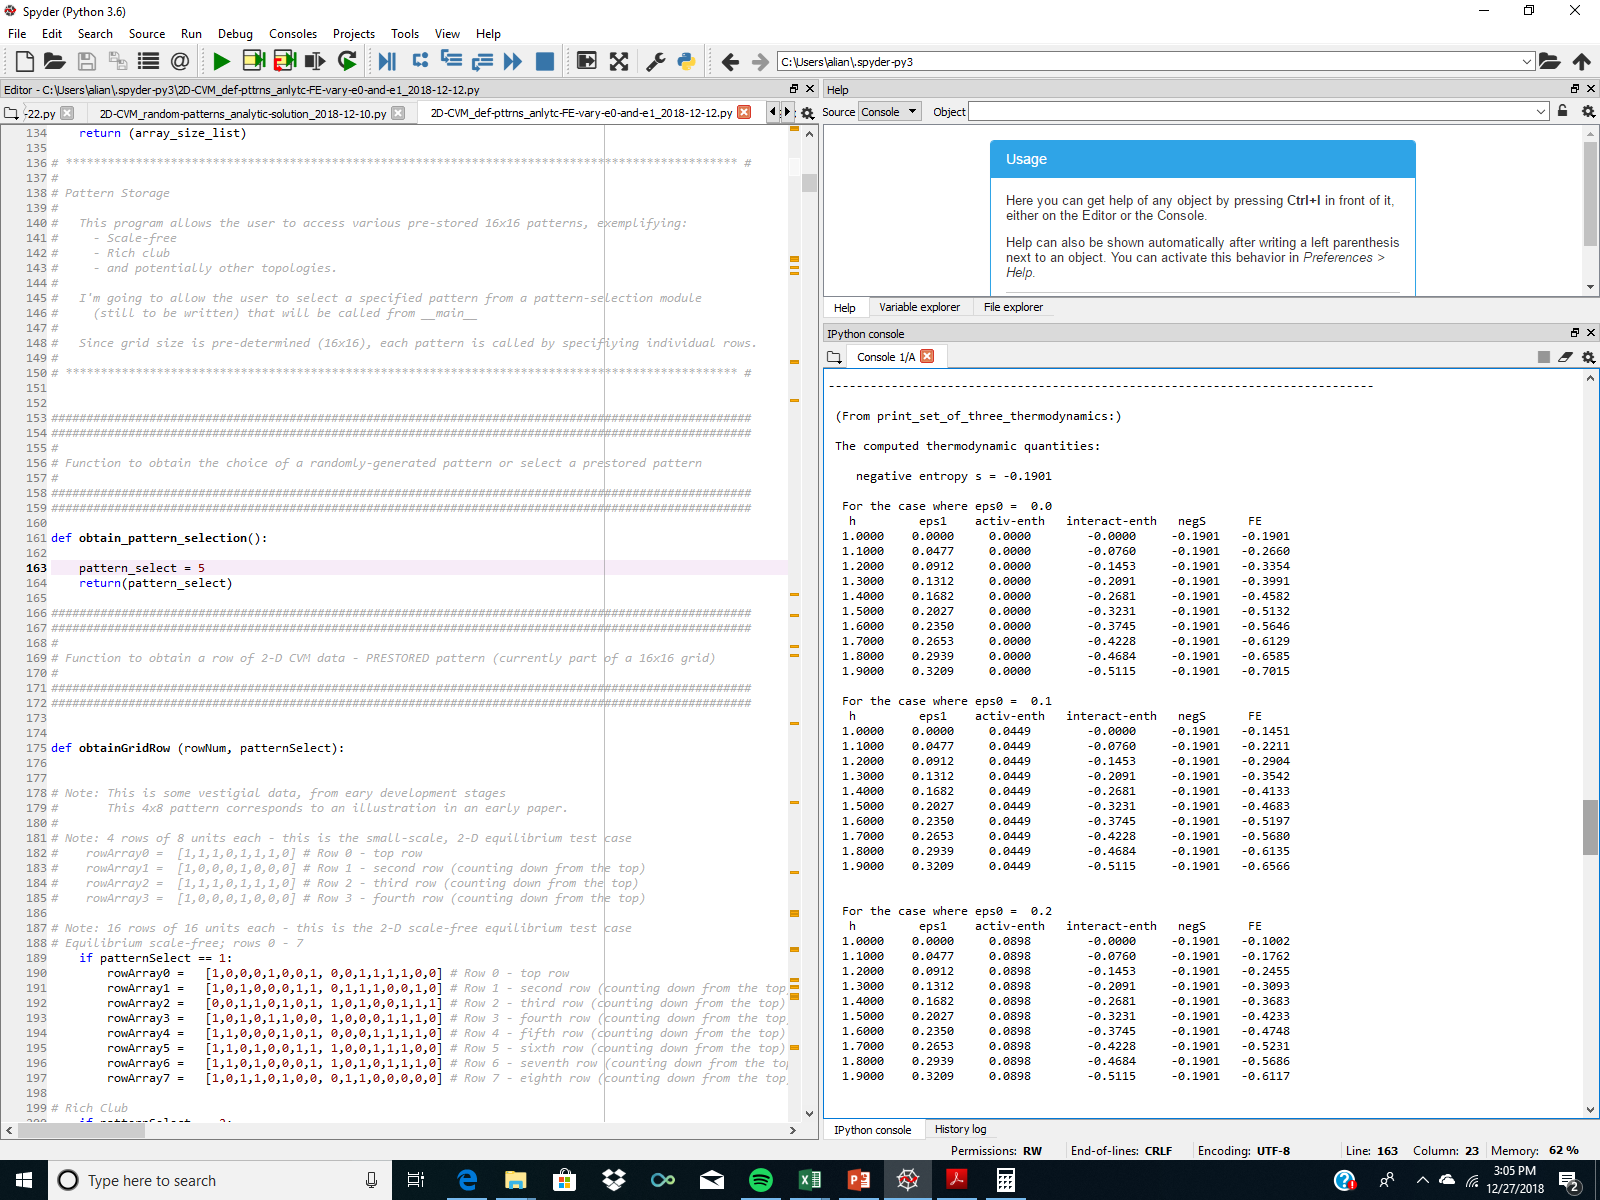 Spyder (Python 3.6)
File Edit Search Source Run Debug Consoles Projects Tools View Help
C:\Users\alian\.spyder-py3
Editor - C:\Users\alian\.spyder-py3\2D-CVM_def-pttrns_anlytc-FE-vary-e0-and-e1_2018-12-12.py
-22.py 2D-CVM_random-patterns_analytic-solution_2018-12-10.py 2D-CVM_def-pttrns_anlytc-FE-vary-e0-and-e1_2018-12-12.py
134 return (array_size_list)
135
136 # ************************************************************************************************ #
137 #
138 # Pattern Storage
139 #
140 # This program allows the user to access various pre-stored 16x16 patterns, exemplifying:
141 # - Scale-free
142 # - Rich club
143 # - and potentially other topologies.
144 #
145 # I'm going to allow the user to select a specified pattern from a pattern-selection module
146 # (still to be written) that will be called from __main__
147 #
148 # Since grid size is pre-determined (16x16), each pattern is called by specifiying individual rows.
149 #
150 # ************************************************************************************************ #
151
152
153 ####################################################################################################
154 ####################################################################################################
155 #
156 # Function to obtain the choice of a randomly-generated pattern or select a prestored pattern
157 #
158 ####################################################################################################
159 ####################################################################################################
160
161 def obtain_pattern_selection():
162
163 pattern_select = 5
164 return(pattern_select)
165
166 ####################################################################################################
167 ####################################################################################################
168 #
169 # Function to obtain a row of 2-D CVM data - PRESTORED pattern (currently part of a 16x16 grid)
170 #
171 ####################################################################################################
172 ####################################################################################################
173
174
175 def obtainGridRow (rowNum, patternSelect):
176
177
178 # Note: This is some vestigial data, from eary development stages
179 # This 4x8 pattern corresponds to an illustration in an early paper.
180 #
181 # Note: 4 rows of 8 units each - this is the small-scale, 2-D equilibrium test case
182 # rowArray0 = [1,1,1,0,1,1,1,0] # Row 0 - top row
183 # rowArray1 = [1,0,0,0,1,0,0,0] # Row 1 - second row (counting down from the top)
184 # rowArray2 = [1,1,1,0,1,1,1,0] # Row 2 - third row (counting down from the top)
185 # rowArray3 = [1,0,0,0,1,0,0,0] # Row 3 - fourth row (counting down from the top)
186
187 # Note: 16 rows of 16 units each - this is the 2-D scale-free equilibrium test case
188 # Equilibrium scale-free; rows 0 - 7
189 if patternSelect == 1:
190 rowArray0 = [1,0,0,0,1,0,0,1, 0,0,1,1,1,1,0,0] # Row 0 - top row
191 rowArray1 = [1,0,1,0,0,0,1,1, 0,1,1,1,0,0,1,0] # Row 1 - second row (counting down from the top
192 rowArray2 = [0,0,1,1,0,1,0,1, 1,0,1,0,0,1,1,1] # Row 2 - third row (counting down from the top)
193 rowArray3 = [1,0,1,0,1,1,0,0, 1,0,0,0,1,1,0,0] # Row 3 - fourth row (counting down from the top
194 rowArray4 = [1,1,0,0,0,1,0,1, 0,0,0,1,1,1,1,0] # Row 4 - fifth row (counting down from the top)
195 rowArray5 = [1,1,0,1,0,0,1,1, 1,0,0,1,1,1,0,0] # Row 5 - sixth row (counting down from the top)
196 rowArray6 = [1,1,0,1,0,0,0,1, 1,0,1,0,1,1,1,0] # Row 6 - seventh row (counting down from the to
197 rowArray7 = [1,0,1,1,0,1,0,0, 0,1,1,0,0,0,0,0] # Row 7 - eighth row (counting down from the top
198
199 # Rich Club
Help
Source Console Object
Usage
Here you can get help of any object by pressing Ctrl+I in front of it,
either on the Editor or the Console.
Help can also be shown automatically after writing a left parenthesis
next to an object. You can activate this behavior in Preferences >
Help.
Help Variable explorer File explorer
IPython console
Console 1/A
------------------------------------------------------------------------------
(From print_set_of_three_thermodynamics:)
The computed thermodynamic quantities:
negative entropy s = -0.1901
For the case where eps0 = 0.0
h eps1 activ-enth interact-enth negS FE
1.0000 0.0000 0.0000 -0.0000 -0.1901 -0.1901
1.1000 0.0477 0.0000 -0.0760 -0.1901 -0.2660
1.2000 0.0912 0.0000 -0.1453 -0.1901 -0.3354
1.3000 0.1312 0.0000 -0.2091 -0.1901 -0.3991
1.4000 0.1682 0.0000 -0.2681 -0.1901 -0.4582
1.5000 0.2027 0.0000 -0.3231 -0.1901 -0.5132
1.6000 0.2350 0.0000 -0.3745 -0.1901 -0.5646
1.7000 0.2653 0.0000 -0.4228 -0.1901 -0.6129
1.8000 0.2939 0.0000 -0.4684 -0.1901 -0.6585
1.9000 0.3209 0.0000 -0.5115 -0.1901 -0.7015
For the case where eps0 = 0.1
h eps1 activ-enth interact-enth negS FE
1.0000 0.0000 0.0449 -0.0000 -0.1901 -0.1451
1.1000 0.0477 0.0449 -0.0760 -0.1901 -0.2211
1.2000 0.0912 0.0449 -0.1453 -0.1901 -0.2904
1.3000 0.1312 0.0449 -0.2091 -0.1901 -0.3542
1.4000 0.1682 0.0449 -0.2681 -0.1901 -0.4133
1.5000 0.2027 0.0449 -0.3231 -0.1901 -0.4683
1.6000 0.2350 0.0449 -0.3745 -0.1901 -0.5197
1.7000 0.2653 0.0449 -0.4228 -0.1901 -0.5680
1.8000 0.2939 0.0449 -0.4684 -0.1901 -0.6135
1.9000 0.3209 0.0449 -0.5115 -0.1901 -0.6566
For the case where eps0 = 0.2
h eps1 activ-enth interact-enth negS FE
1.0000 0.0000 0.0898 -0.0000 -0.1901 -0.1002
1.1000 0.0477 0.0898 -0.0760 -0.1901 -0.1762
1.2000 0.0912 0.0898 -0.1453 -0.1901 -0.2455
1.3000 0.1312 0.0898 -0.2091 -0.1901 -0.3093
1.4000 0.1682 0.0898 -0.2681 -0.1901 -0.3683
1.5000 0.2027 0.0898 -0.3231 -0.1901 -0.4233
1.6000 0.2350 0.0898 -0.3745 -0.1901 -0.4748
1.7000 0.2653 0.0898 -0.4228 -0.1901 -0.5231
1.8000 0.2939 0.0898 -0.4684 -0.1901 -0.5686
1.9000 0.3209 0.0898 -0.5115 -0.1901 -0.6117
IPython console History log
Permissions: RW End-of-lines: CRLF Encoding: UTF-8 Line: 163 Column: 23 Memory: 62 %
Type here to search
3:05 PM
12/27/2018
2